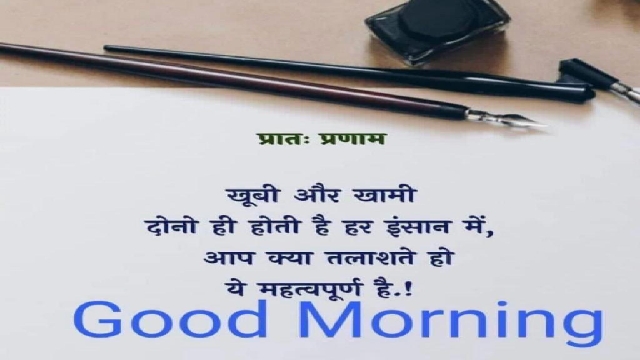 प्रातः प्रणाम
खूबी और खामी
दोनो ही होती है हर इंसान में,
आप क्या तलाशते हो
ये महत्वपूर्ण है.!
Good Morning